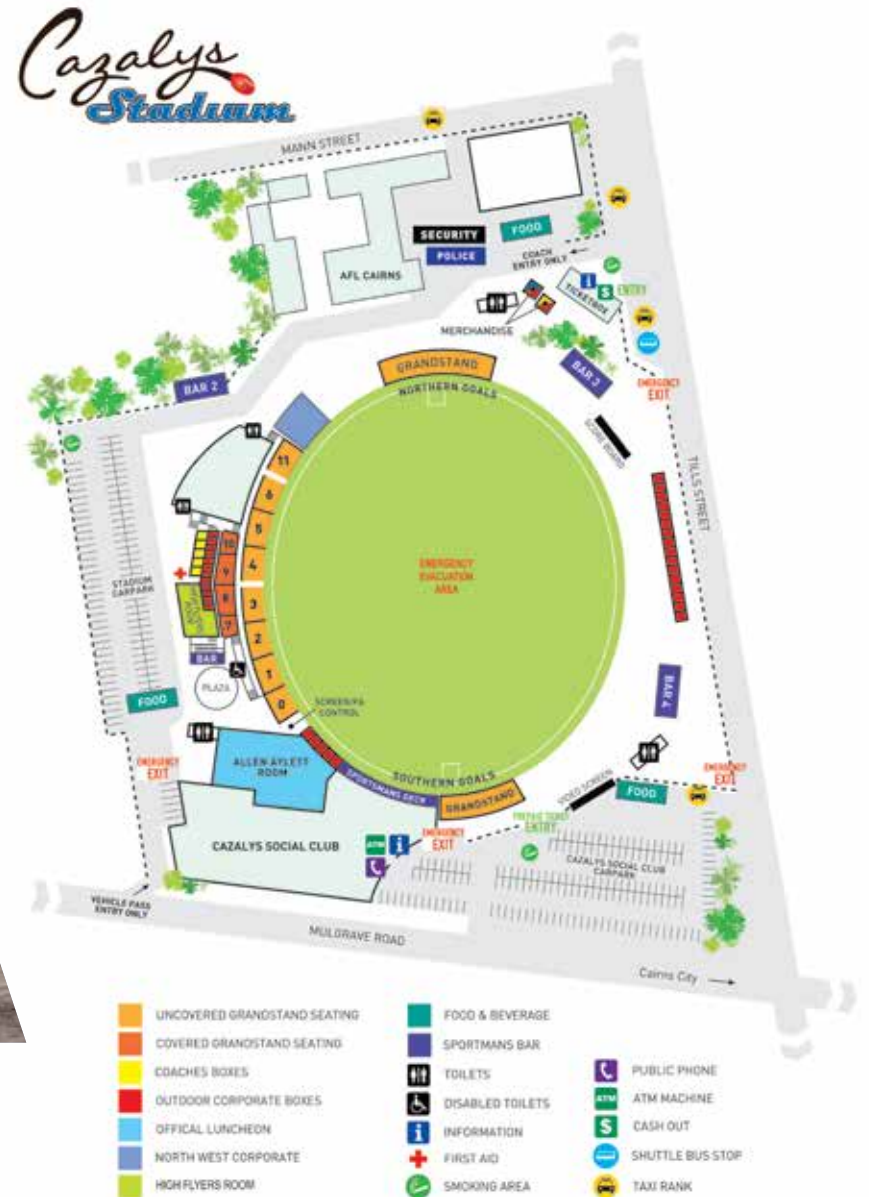 Cazalys
Stadium
MANN STREET
AFL CAIRNS
SECURITY
POLICE
FOOD
COACH
ENTRY ONLY
TICKETBOX
ENTRY
MERCHANDISE
GRANDSTAND
NORTHERN GOALS
BAR 2
BAR 3
EMERGENCY
EXIT
SCORE BOARD
TILLS STREET
11
6
5
4
3
2
1
0
10
9
8
7
EMERGENCY
EVACUATION
AREA
STADIUM
CARPARK
BAR
PLAZA
FOOD
BAR 4
SCREEN/PA
CONTROL
EMERGENCY
EXIT
ALLEN AYLETT
ROOM
SPORTSMANS DECK
SOUTHERN GOALS
GRANDSTAND
VIDEO SCREEN
FOOD
EMERGENCY
EXIT
PREPAID TICKET
ENTRY
EMERGENCY
EXIT
CAZALYS SOCIAL CLUB
ATM
CAZALYS SOCIAL CLUB
CARPARK
VEHICLE PASS
ENTRY ONLY
MULGRAVE ROAD
Cairns City
UNCOVERED GRANDSTAND SEATING
COVERED GRANDSTAND SEATING
COACHES BOXES
OUTDOOR CORPORATE BOXES
OFFICAL LUNCHEON
NORTH WEST CORPORATE
HIGH FLYERS ROOM
FOOD & BEVERAGE
SPORTMANS BAR
TOILETS
DISABLED TOILETS
INFORMATION
FIRST AID
SMOKING AREA
PUBLIC PHONE
ATM
ATM MACHINE
$
CASH OUT
SHUTTLE BUS STOP
TAXI RANK